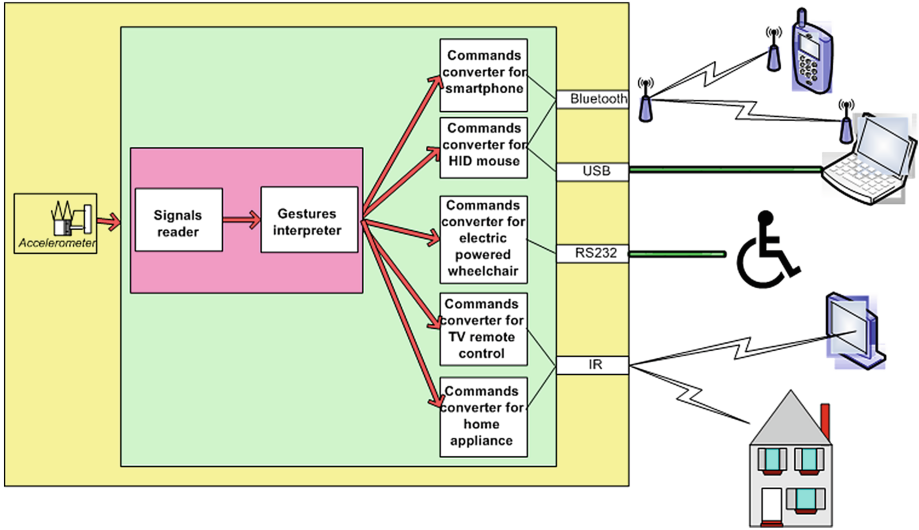 Commands
converter for
smartphone
Bluetooth
Commands
converter for
HID mouse
USB
Signals
reader
Gestures
interpreter
Accelerometer
Commands
converter for
electric
powered
wheelchair
RS232
Commands
converter for
TV remote
control
IR
Commands
converter for
home
appliance